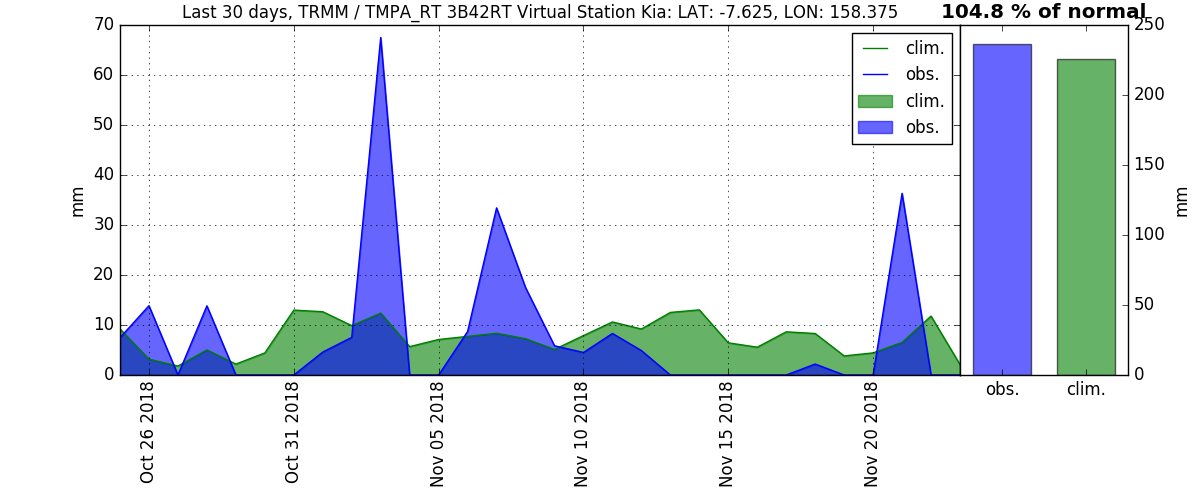 Last 30 days, TRMM / TMPA_RT 3B42RT Virtual Station Kia: LAT: -7.625, LON: 158.375
104.8 % of normal
70
60
50
40
30
20
10
0
mm
Oct 26 2018
Oct 31 2018
Nov 05 2018
Nov 10 2018
Nov 15 2018
Nov 20 2018
clim.
obs.
clim.
obs.
250
200
150
100
50
0
mm
obs.
clim.